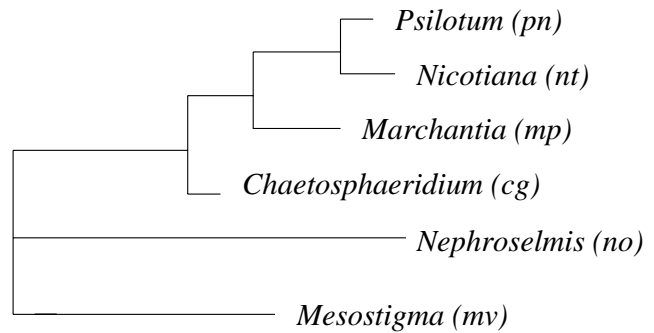 Psilotum (pn)
Nicotiana (nt)
Marchantia (mp)
Chaetosphaeridium (cg)
Nephroselmis (no)
Mesostigma (mv)